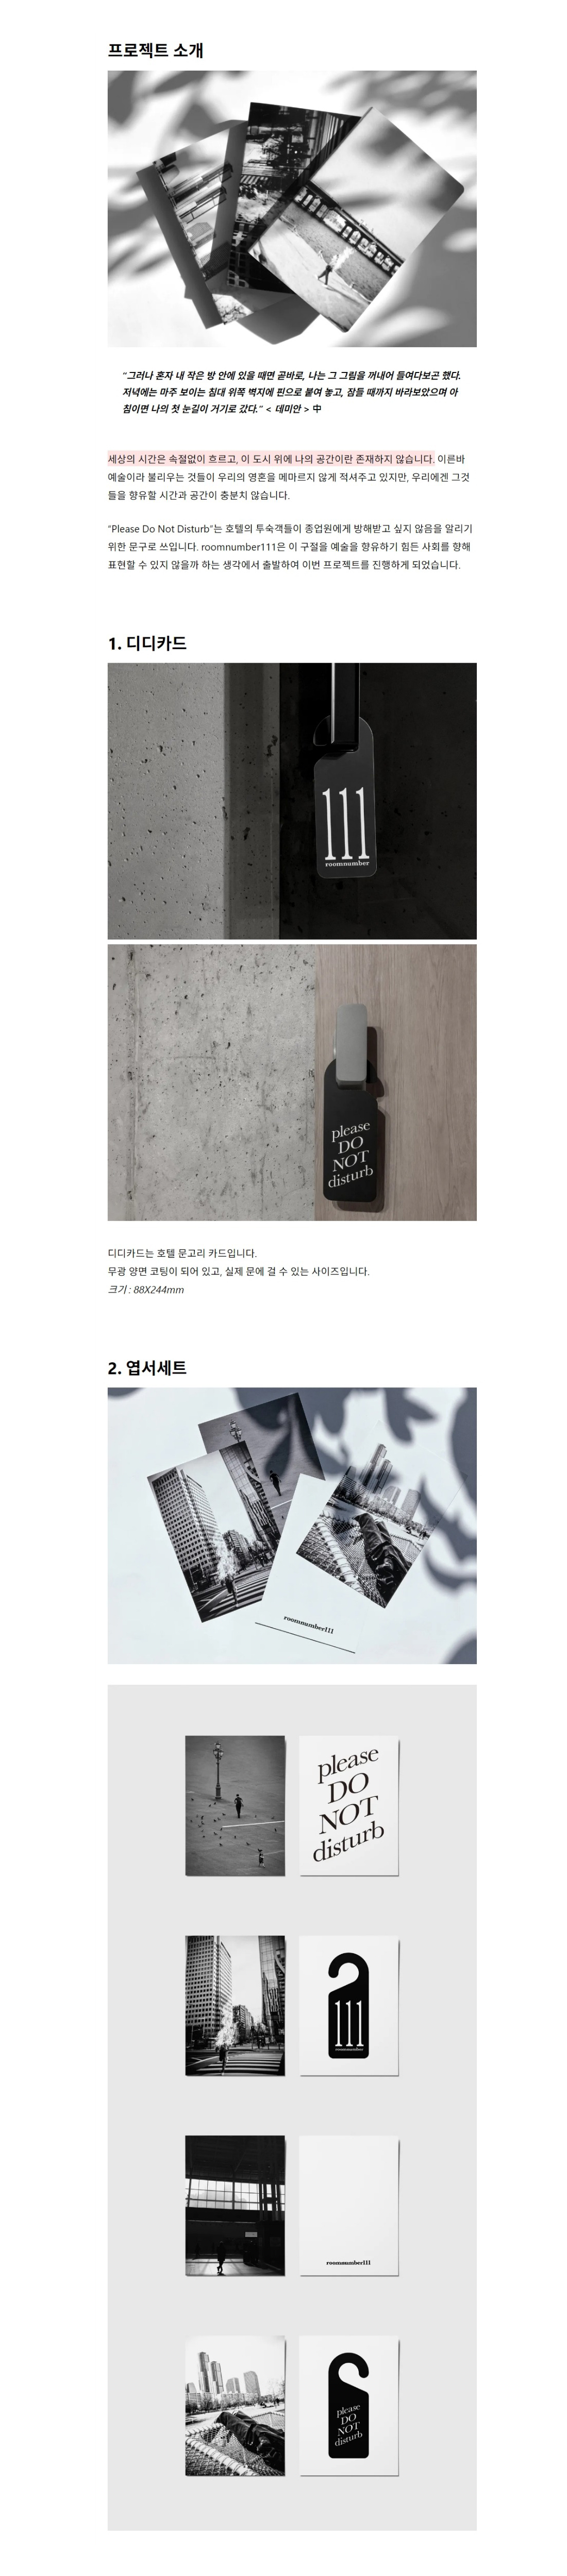 프로젝트 소개
"그러나 혼자 내 작은 방 안에 있을 때면 곧바로, 나는 그 그림을 꺼내어 들여다보곤 했다.
저녁에는 마주 보이는 침대 위쪽 벽지에 핀으로 붙여 놓고, 잠들 때까지 바라보았으며 아
침이면 나의 첫 눈길이 거기로 갔다." < 데미안 > 中
세상의 시간은 속절없이 흐르고, 이 도시 위에 나의 공간이란 존재하지 않습니다. 이른바
예술이라 불리우는 것들이 우리의 영혼을 메마르지 않게 적셔주고 있지만, 우리에겐 그것
들을 향유할 시간과 공간이 충분치 않습니다.
“Please Do Not Disturb”는 호텔의 투숙객들이 종업원에게 방해받고 싶지 않음을 알리기
위한 문구로 쓰입니다. roomnumber111은 이 구절을 예술을 향유하기 힘든 사회를 향해
표현할 수 있지 않을까 하는 생각에서 출발하여 이번 프로젝트를 진행하게 되었습니다.
1. 디디카드
111
roomnumber
please
DO
NOT
disturb
디디카드는 호텔 문고리 카드입니다.
무광 양면 코팅이 되어 있고, 실제 문에 걸 수 있는 사이즈입니다.
크기 : 88X244mm
2. 엽서세트
roomnumber111
please
DO
NOT
disturb
111
roomnumber
roomnumber111
please
DO
NOT
disturb